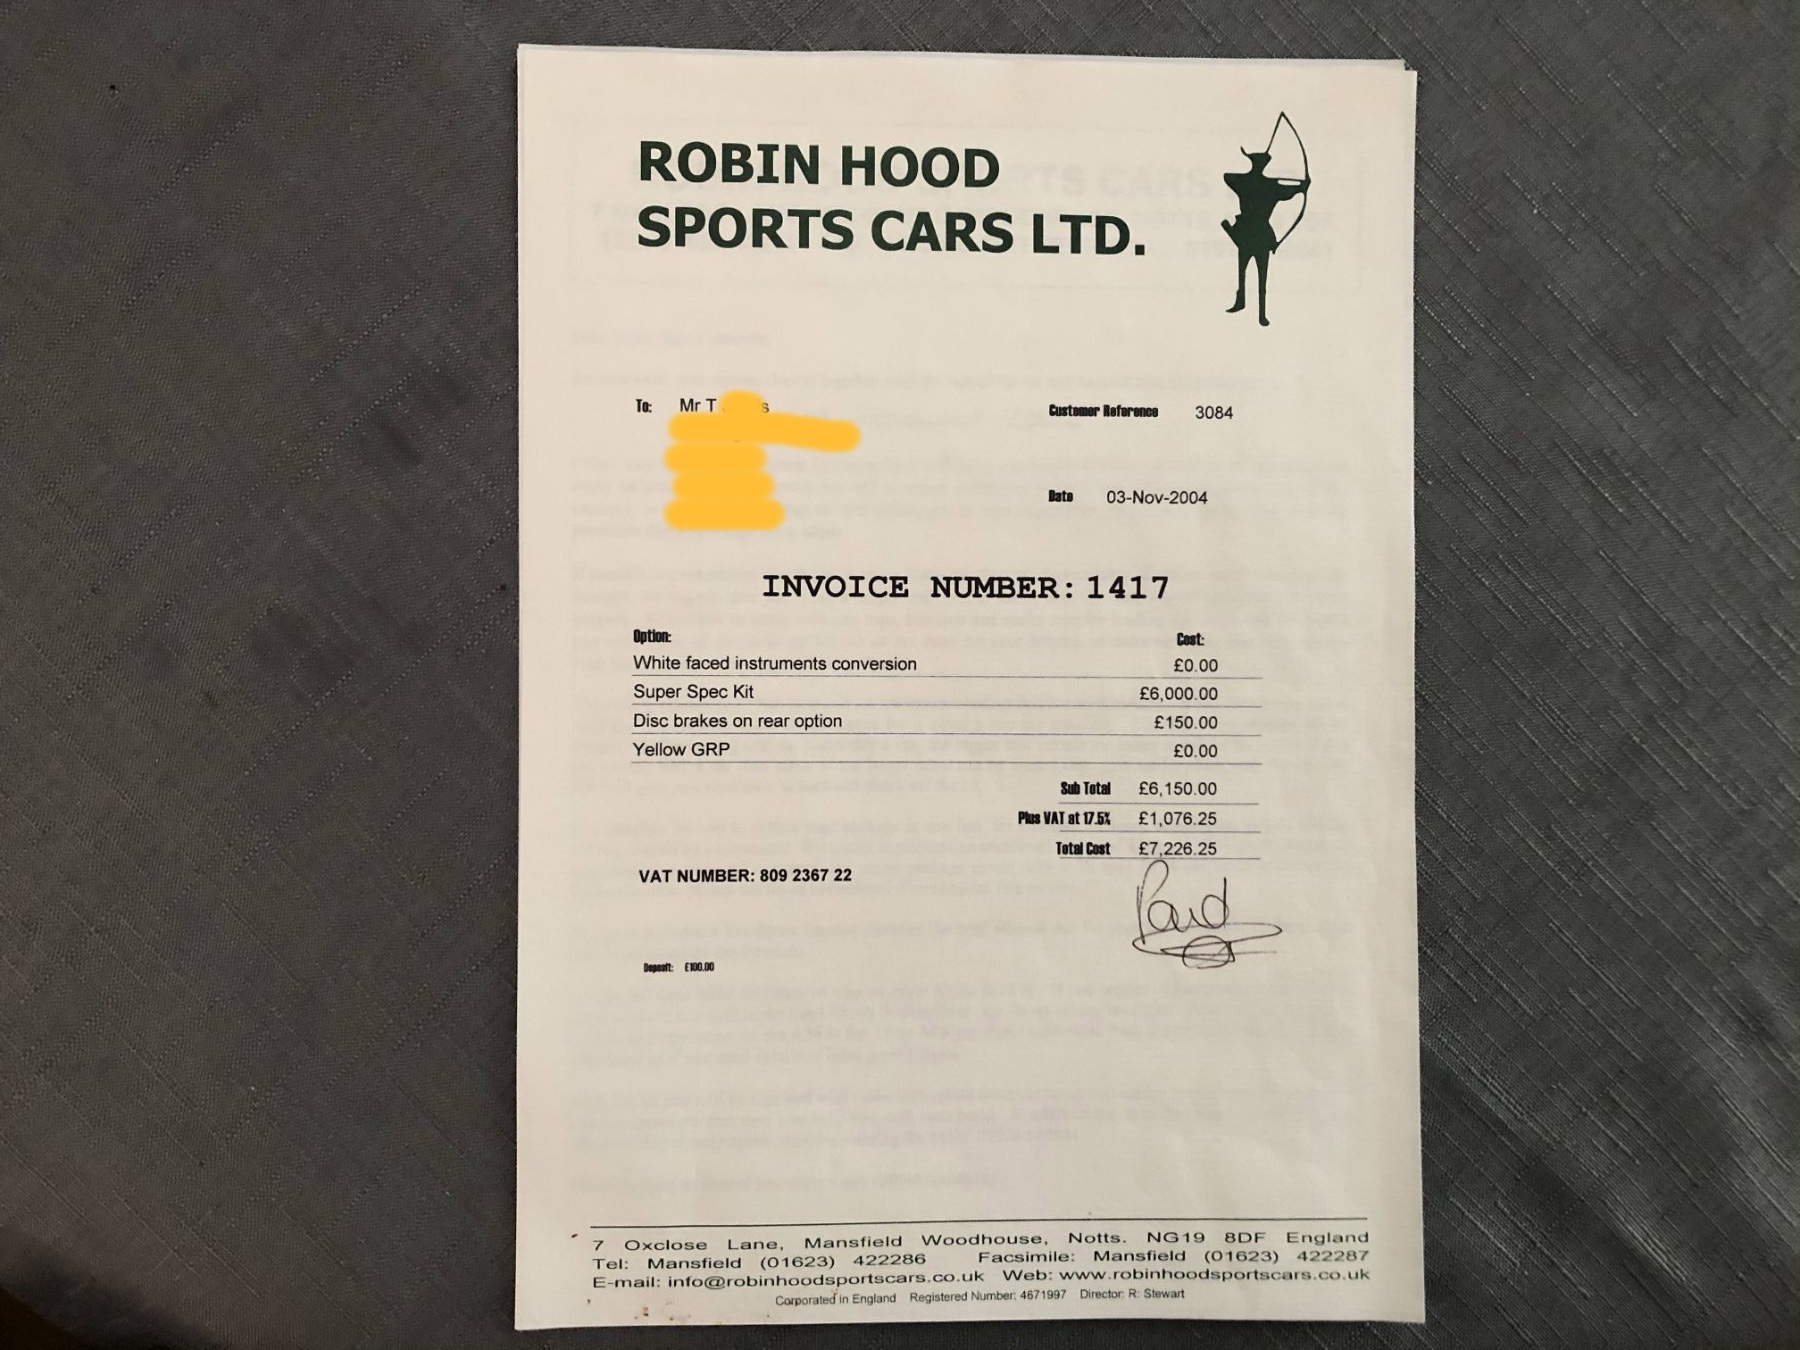 ROBIN HOOD
SPORTS CARS LTD.
To: Mr T s
Customer Reference 3084
Date 03-Nov-2004
INVOICE NUMBER: 1417
Option: Cost:
White faced instruments conversion £0.00
Super Spec Kit £6,000.00
Disc brakes on rear option £150.00
Yellow GRP £0.00
Sub Total £6,150.00
Plus VAT at 17.5% £1,076.25
Total Cost £7,226.25
VAT NUMBER: 809 2367 22
Paid
Deposit: £100.00
7 Oxclose Lane, Mansfield Woodhouse, Notts. NG19 8DF England
Tel: Mansfield (01623) 422286 Facsimile: Mansfield (01623) 422287
E-mail: info@robinhoodsportscars.co.uk Web: www.robinhoodsportscars.co.uk
Corporated in England Registered Number: 4671997 Director: R: Stewart